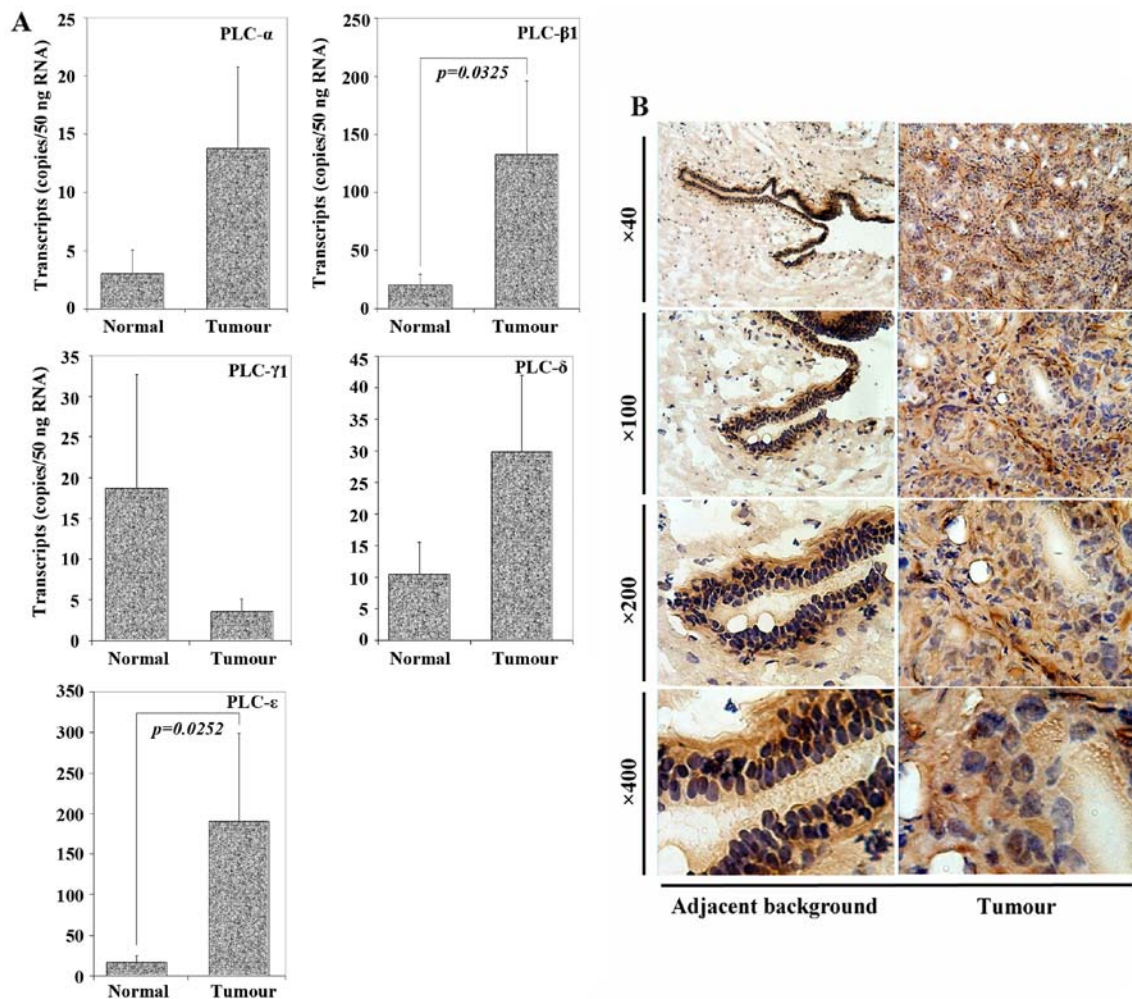 A
PLC-α
Transcripts (copies/50 ng RNA)
25
20
15
10
5
0
Normal Tumour
PLC-β1
p=0.0325
Transcripts (copies/50 ng RNA)
250
200
150
100
50
0
Normal Tumour
PLC-γ1
Transcripts (copies/50 ng RNA)
35
30
25
20
15
10
5
0
Normal Tumour
PLC-δ
45
40
35
30
25
20
15
10
5
0
Normal Tumour
PLC-ε
p=0.0252
350
300
250
200
150
100
50
0
Normal Tumour
B
×40
×100
×200
×400
Adjacent background Tumour